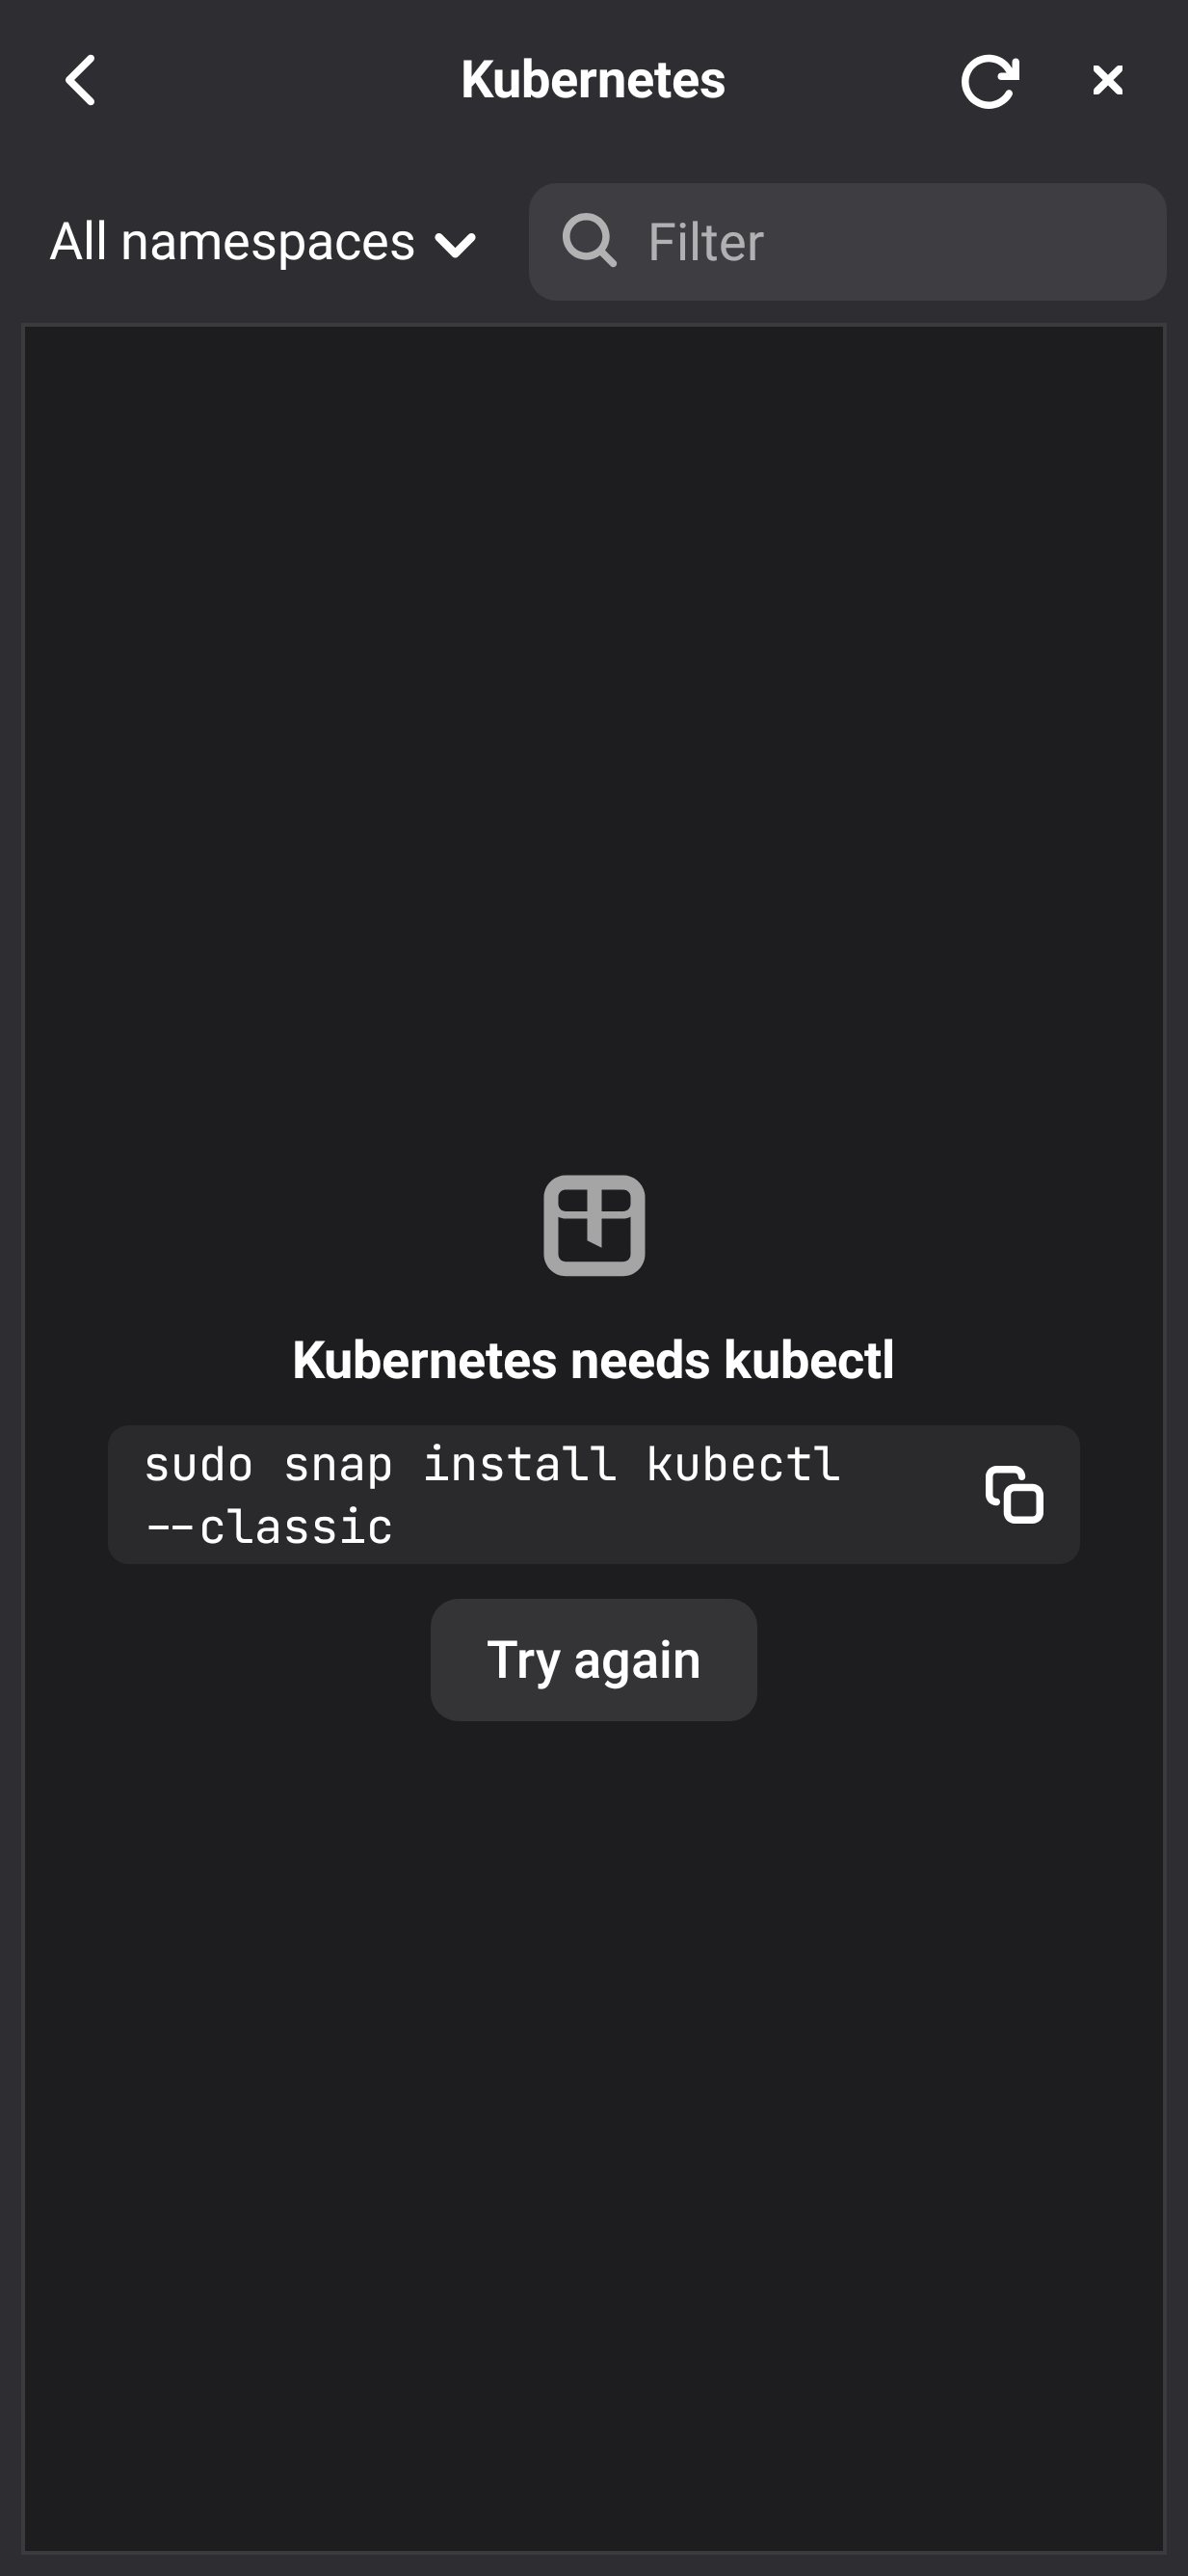 Kubernetes
All namespaces
Filter
Kubernetes needs kubectl
sudo snap install kubectl
--classic
Try again